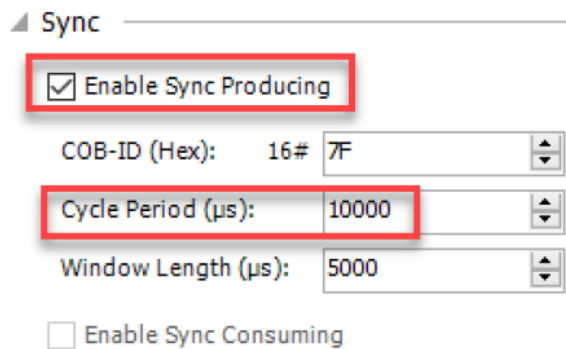 Sync
Enable Sync Producing
COB-ID (Hex): 16# 7F
Cycle Period (µs): 10000
Window Length (µs): 5000
Enable Sync Consuming